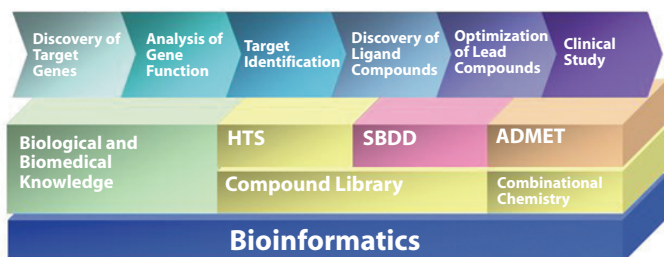 Discovery of
Target
Genes
Analysis of
Gene
Function
Target
Identification
Discovery of
Ligand
Compounds
Optimization
of Lead
Compounds
Clinical
Study
Biological and
Biomedical
Knowledge
HTS
SBDD
ADMET
Compound Library
Combinational
Chemistry
Bioinformatics